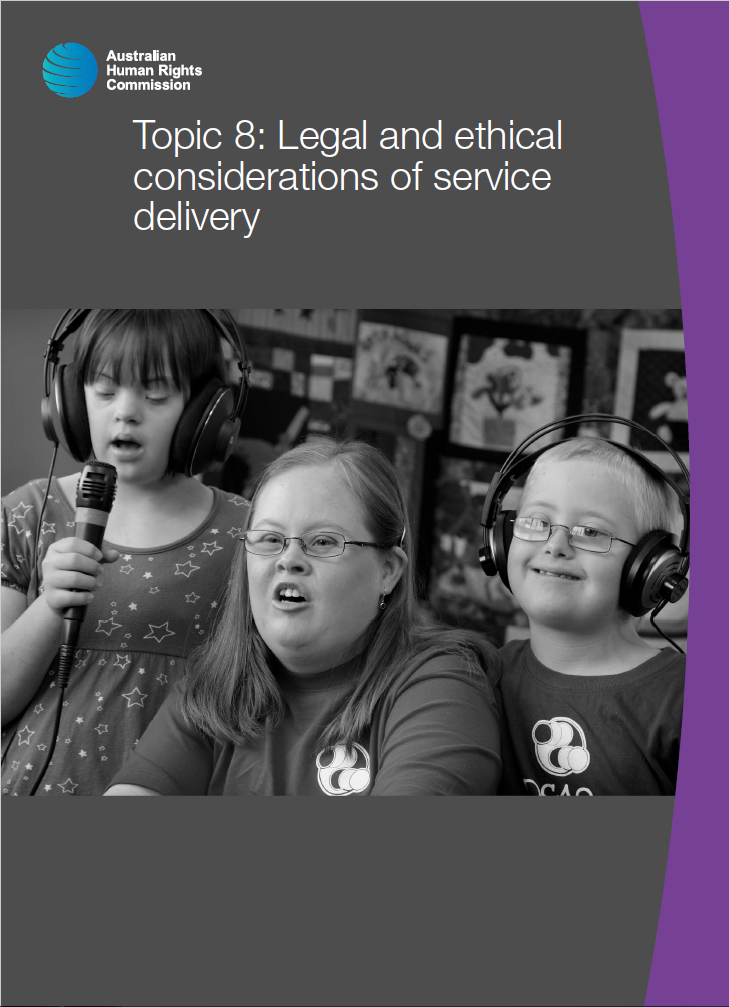 Australian
Human Rights
Commission
Topic 8: Legal and ethical
considerations of service
delivery